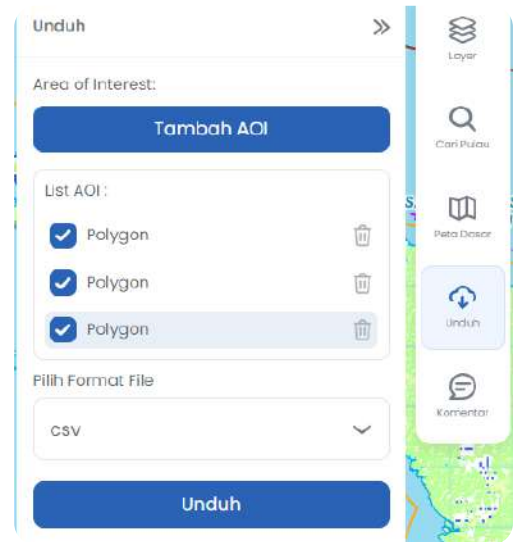 Unduh
Area of Interest:
Tambah AOI
List AOI :
Polygon
Polygon
Polygon
Pilih Format File
csv
Unduh
Layer
Cari Pulau
Peta Dasar
Unduh
Komentar